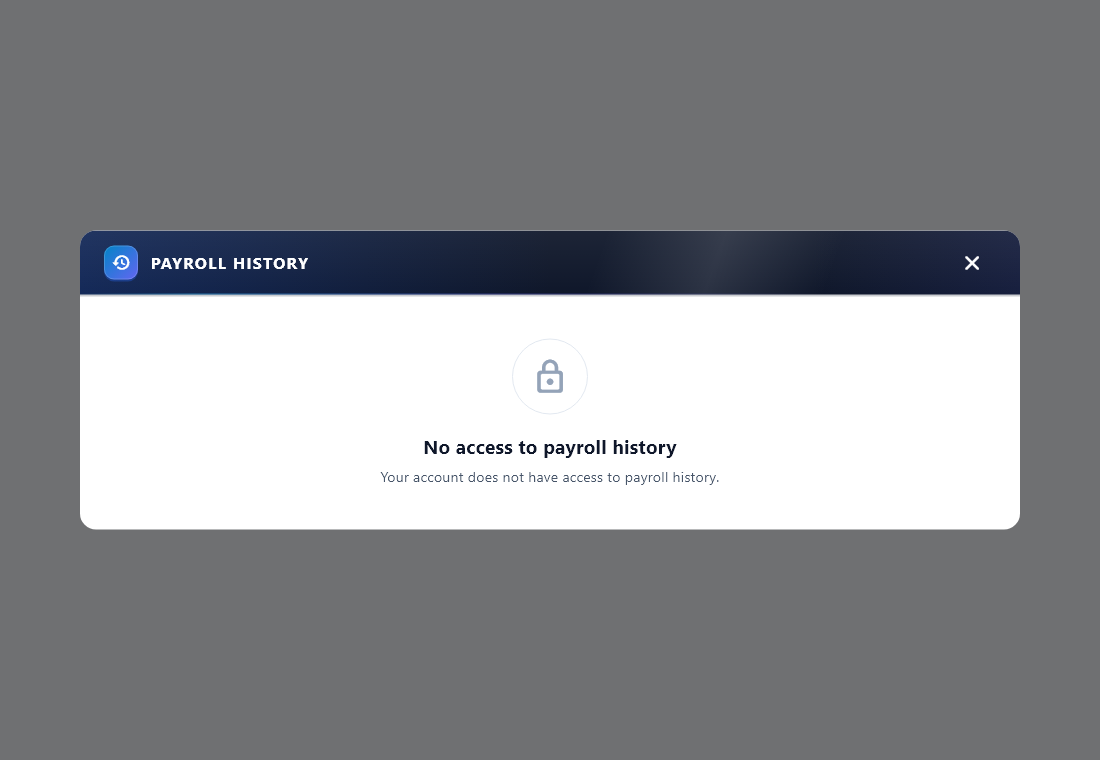 PAYROLL HISTORY
No access to payroll history
Your account does not have access to payroll history.